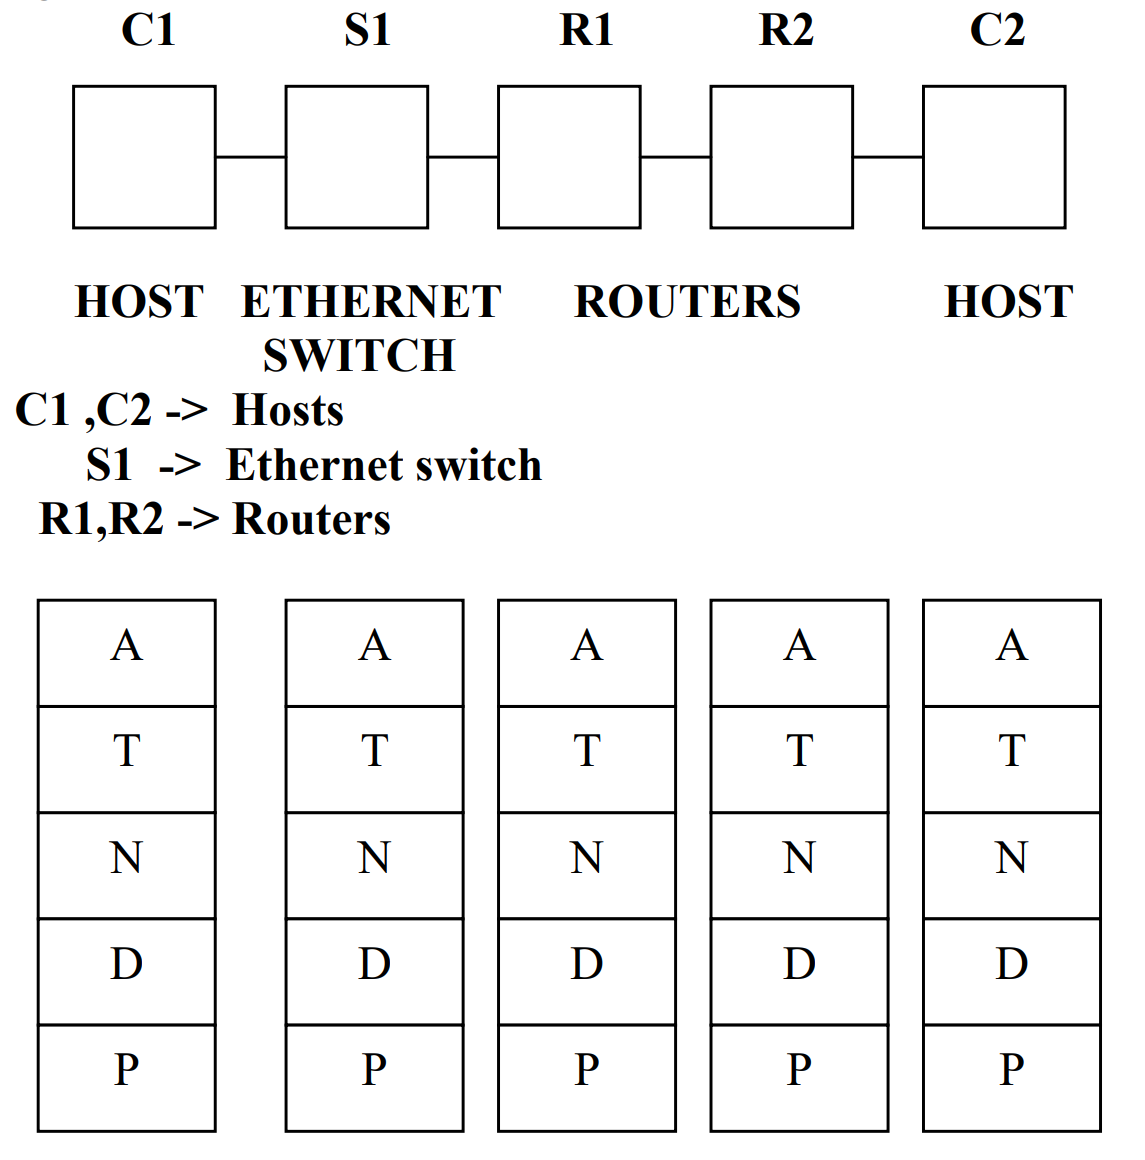 C1 S1 R1 R2 C2
HOST ETHERNET ROUTERS HOST
SWITCH
C1 ,C2 -> Hosts
S1 -> Ethernet switch
R1,R2 -> Routers
A A A A A
T T T T T
N N N N N
D D D D D
P P P P P